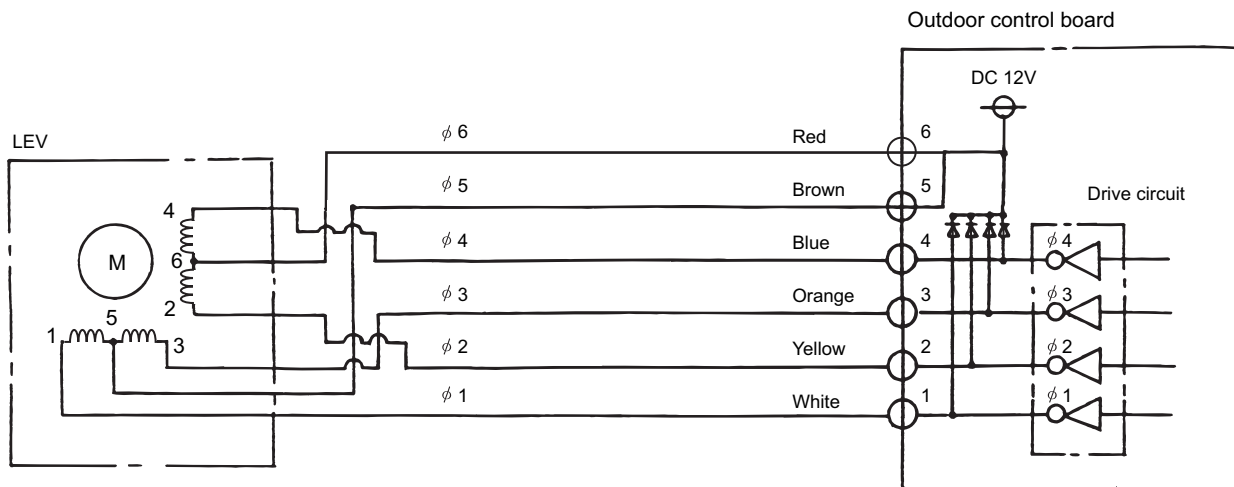 Outdoor control board
DC 12V
LEV
ϕ 6 Red 6
ϕ 5 Brown 5
Drive circuit
4
ϕ 4 Blue 4 ϕ 4
M
6
ϕ 3 Orange 3 ϕ 3
2
1 5 3
ϕ 2 Yellow 2 ϕ 2
ϕ 1 White 1 ϕ 1